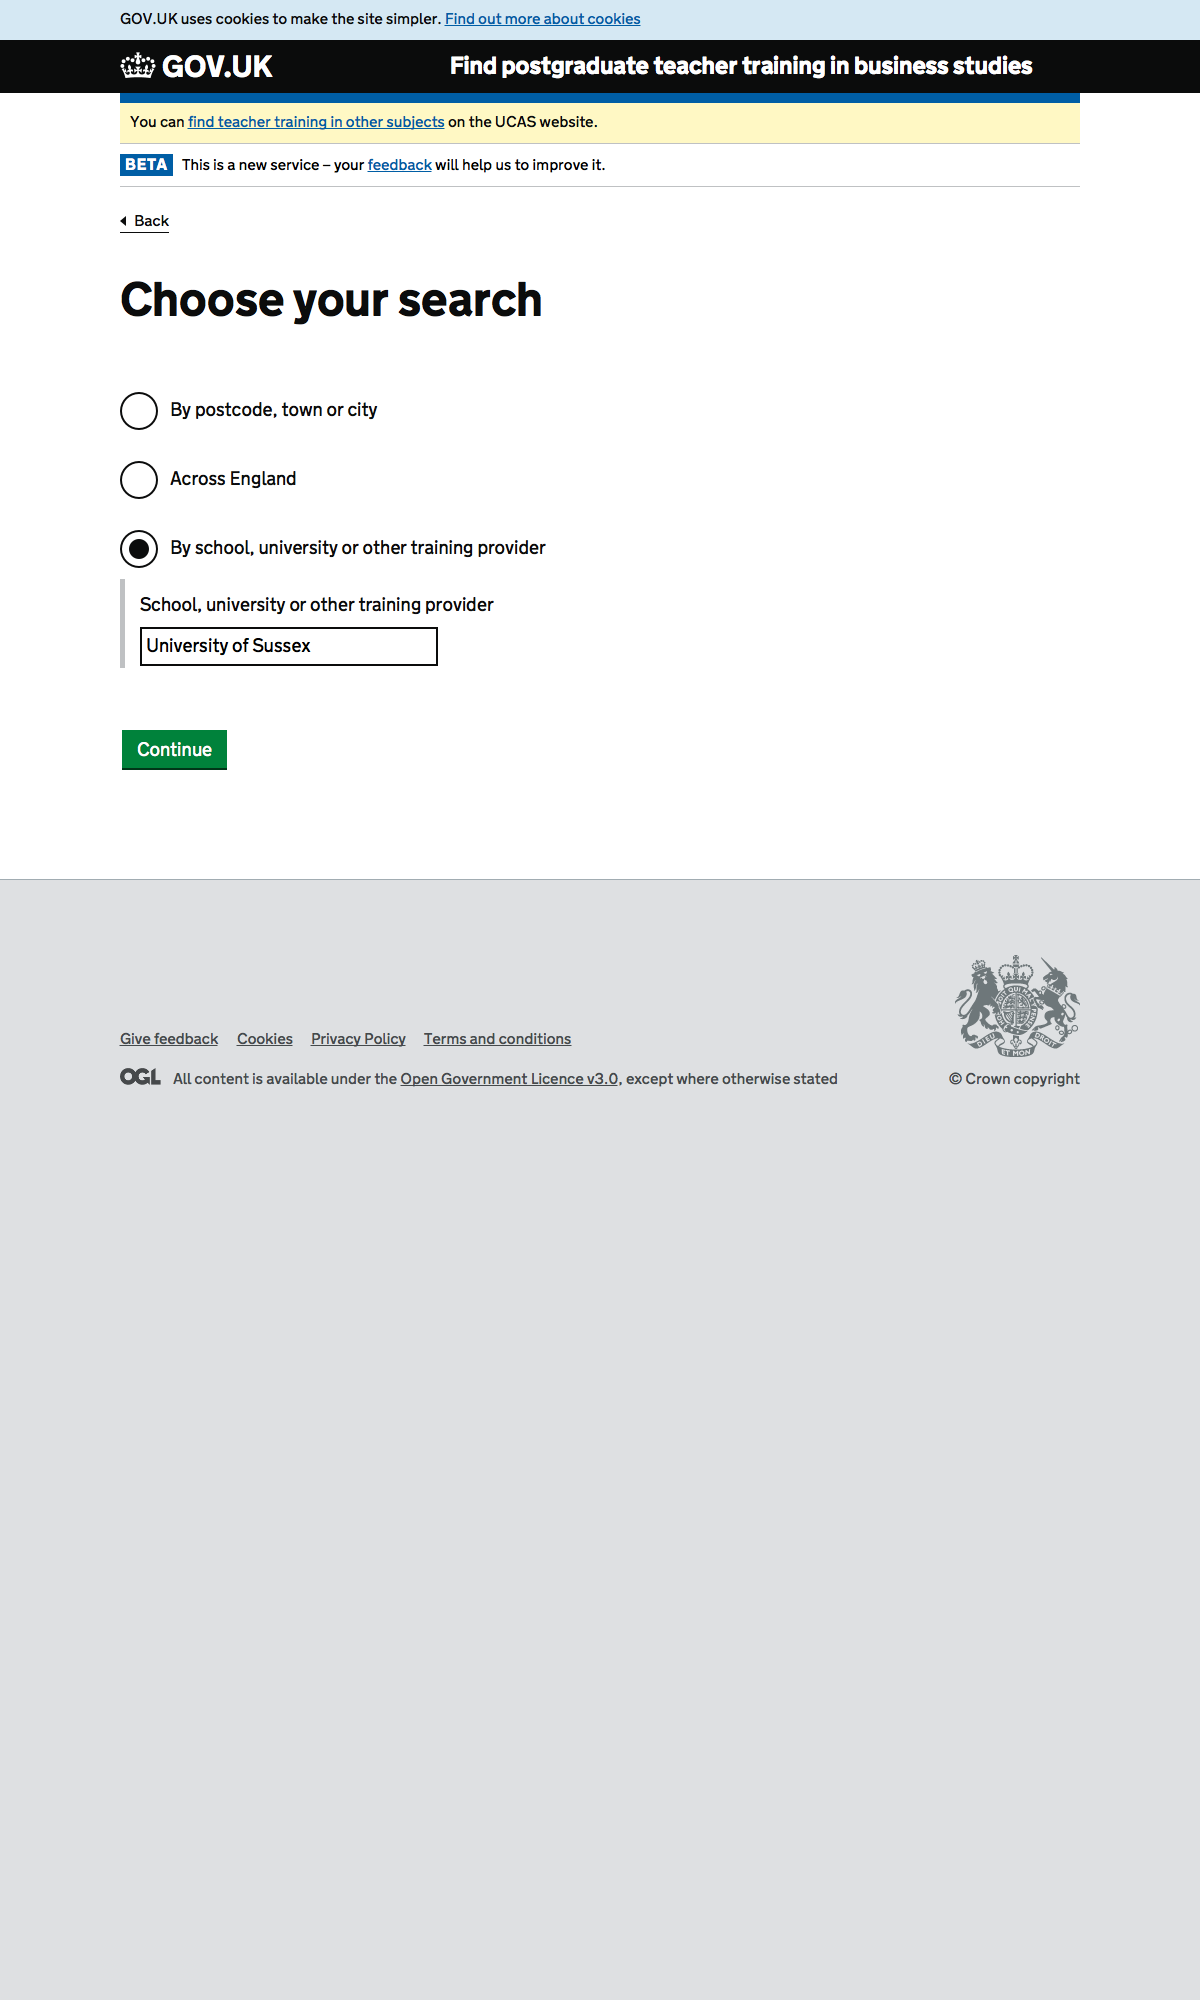 GOV.UK uses cookies to make the site simpler. Find out more about cookies
GOV.UK
Find postgraduate teacher training in business studies
You can find teacher training in other subjects on the UCAS website.
BETA This is a new service – your feedback will help us to improve it.
Back
Choose your search
By postcode, town or city
Across England
By school, university or other training provider
School, university or other training provider
University of Sussex
Continue
Give feedback Cookies Privacy Policy Terms and conditions
DIEU ET MON DROIT
OGL All content is available under the Open Government Licence v3.0, except where otherwise stated
© Crown copyright